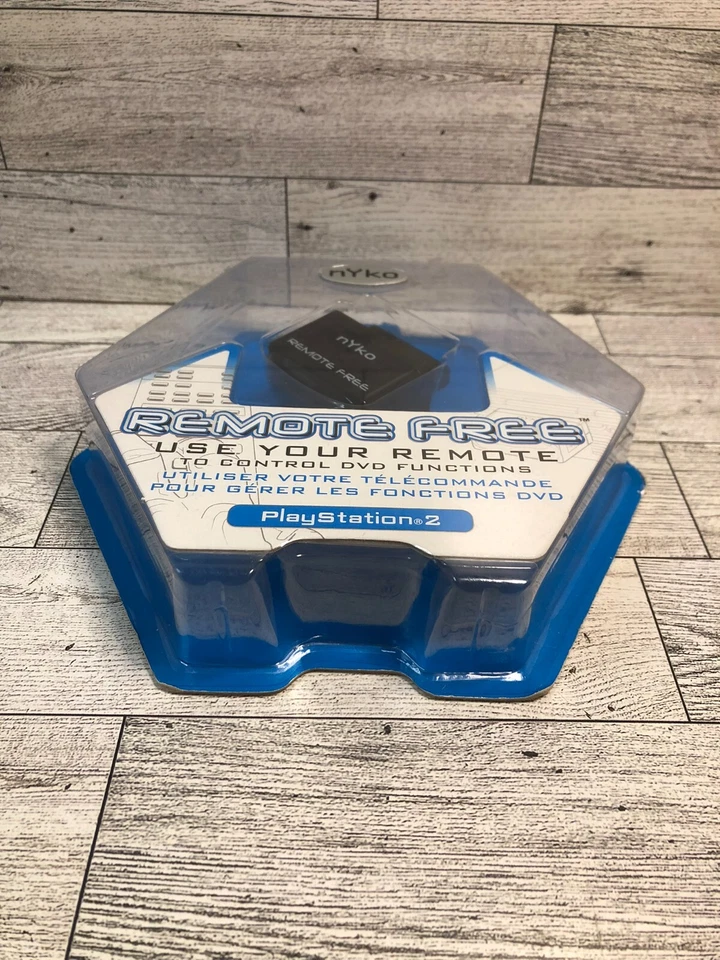 nYko
nYko
REMOTE FREE
REMOTE FREE™
USE YOUR REMOTE
TO CONTROL DVD FUNCTIONS
UTILISER VOTRE TÉLÉCOMMANDE
POUR GÉRER LES FONCTIONS DVD
PlayStation®2